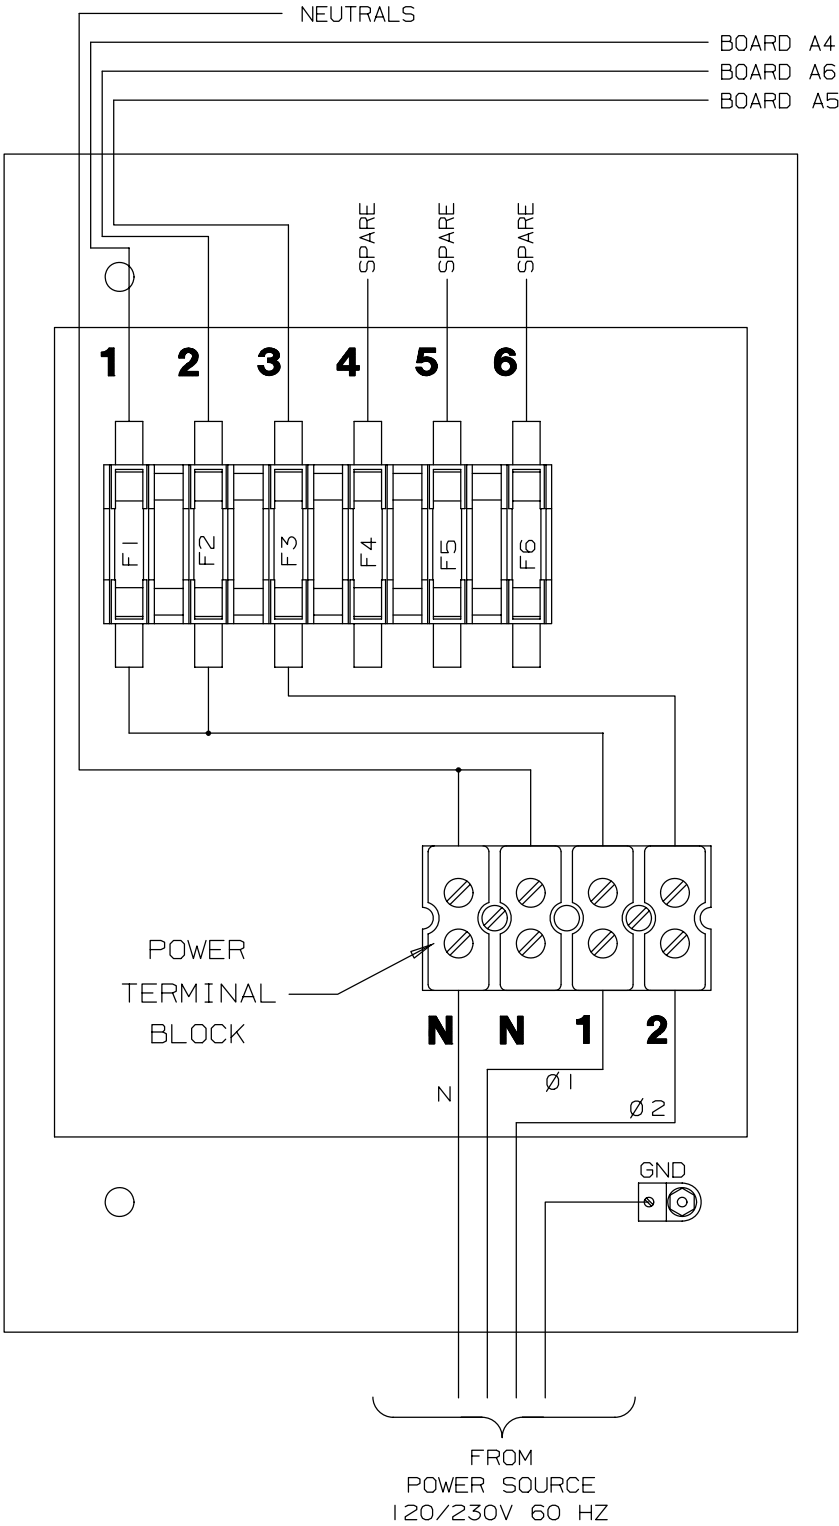 NEUTRALS
BOARD A4
BOARD A6
BOARD A5
SPARE
SPARE
SPARE
1 2 3 4 5 6
F1 F2 F3 F4 F5 F6
POWER
TERMINAL
BLOCK
N N 1 2
N
Ø1
Ø2
GND
FROM
POWER SOURCE
120/230V 60 HZ